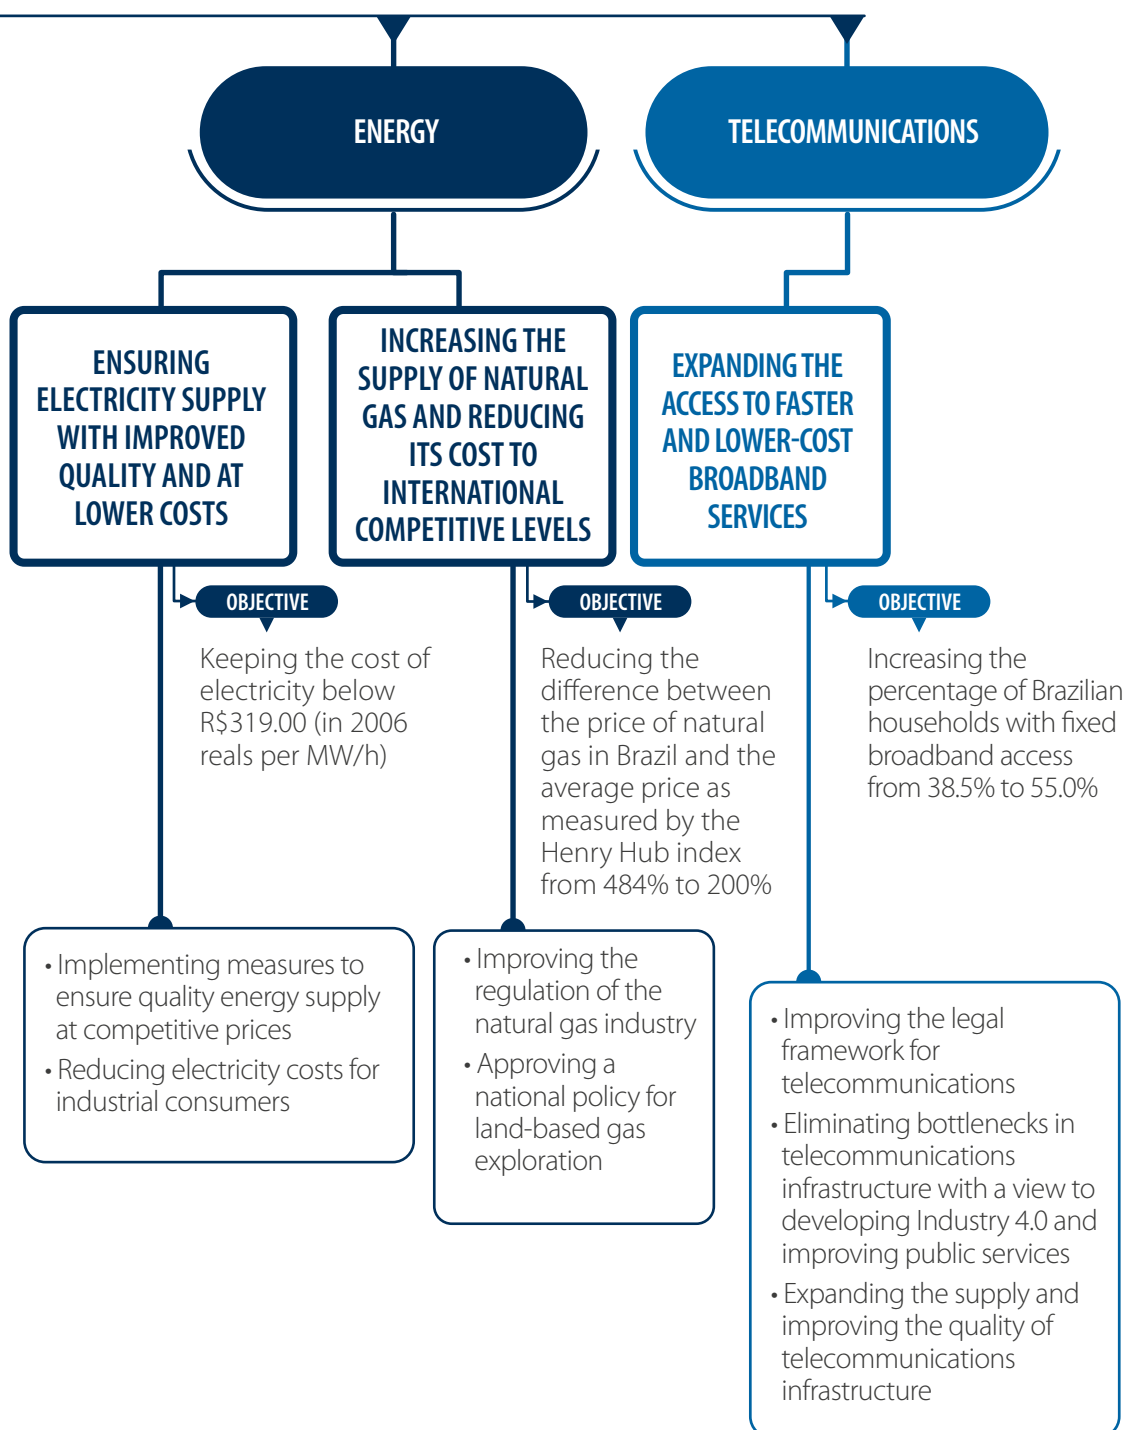 ENERGY
TELECOMMUNICATIONS
ENSURING
ELECTRICITY SUPPLY
WITH IMPROVED
QUALITY AND AT
LOWER COSTS
INCREASING THE
SUPPLY OF NATURAL
GAS AND REDUCING
ITS COST TO
INTERNATIONAL
COMPETITIVE LEVELS
EXPANDING THE
ACCESS TO FASTER
AND LOWER-COST
BROADBAND
SERVICES
OBJECTIVE
Keeping the cost of
electricity below
R$319.00 (in 2006
reals per MW/h)
OBJECTIVE
Reducing the
difference between
the price of natural
gas in Brazil and the
average price as
measured by the
Henry Hub index
from 484% to 200%
OBJECTIVE
Increasing the
percentage of Brazilian
households with fixed
broadband access
from 38.5% to 55.0%
• Implementing measures to
ensure quality energy supply
at competitive prices
• Reducing electricity costs for
industrial consumers
• Improving the
regulation of the
natural gas industry
• Approving a
national policy for
land-based gas
exploration
• Improving the legal
framework for
telecommunications
• Eliminating bottlenecks in
telecommunications
infrastructure with a view to
developing Industry 4.0 and
improving public services
• Expanding the supply and
improving the quality of
telecommunications
infrastructure